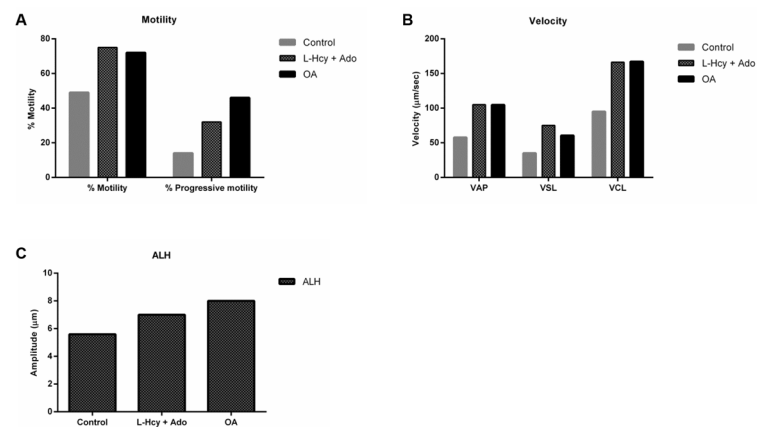 A
Motility
80
60
40
20
0
% Motility
% Motility
% Progressive motility
Control
L-Hcy + Ado
OA
B
Velocity
200
150
100
50
0
Velocity (μm/sec)
VAP
VSL
VCL
Control
L-Hcy + Ado
OA
C
ALH
10
8
6
4
2
0
Amplitude (μm)
Control
L-Hcy + Ado
OA
ALH